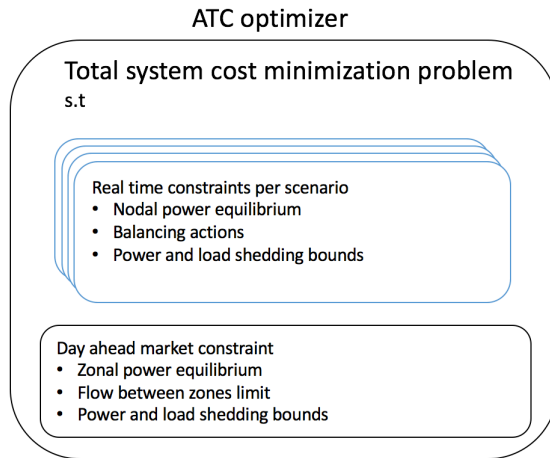 ATC optimizer
Total system cost minimization problem
s.t
Real time constraints per scenario
• Nodal power equilibrium
• Balancing actions
• Power and load shedding bounds
Day ahead market constraint
• Zonal power equilibrium
• Flow between zones limit
• Power and load shedding bounds